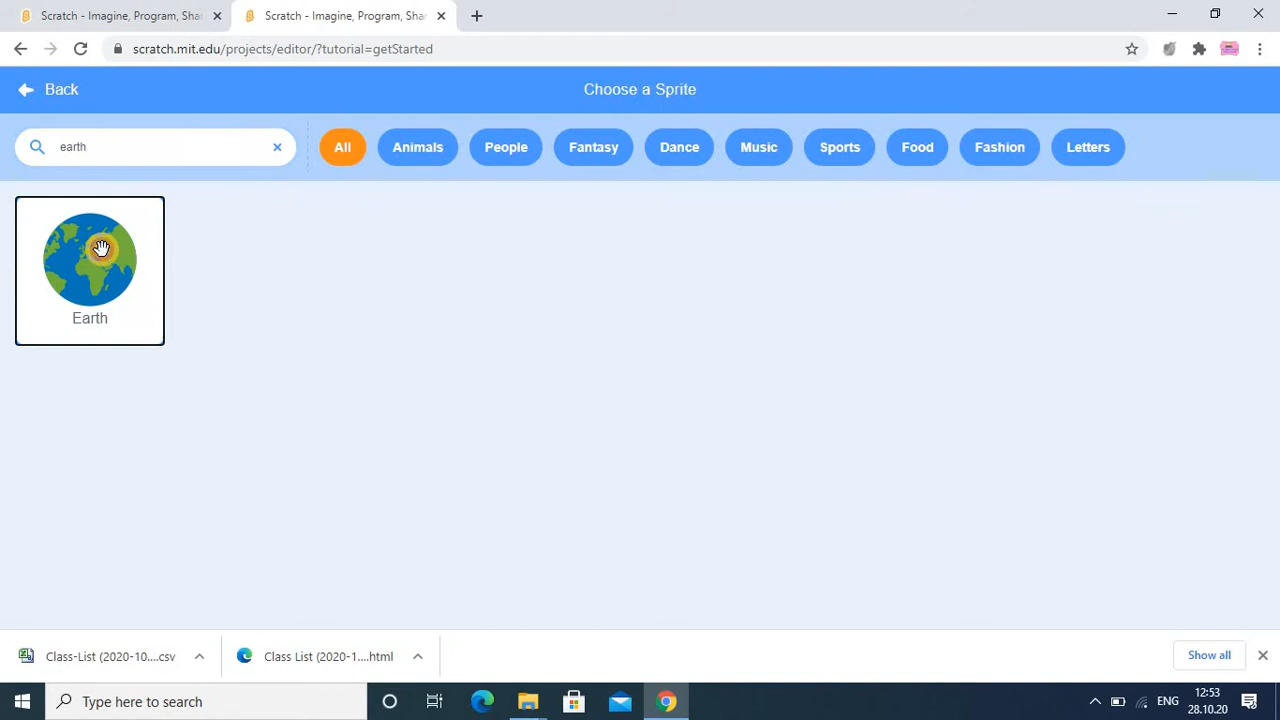 Scratch - Imagine, Program, Sha
Scratch - Imagine, Program, Sha
scratch.mit.edu/projects/editor/?tutorial=getStarted
Back
Choose a Sprite
earth
All
Animals
People
Fantasy
Dance
Music
Sports
Food
Fashion
Letters
Earth
Class-List (2020-10....csv
Class List (2020-1....html
Show all
Type here to search
ENG
12:53
28.10.20